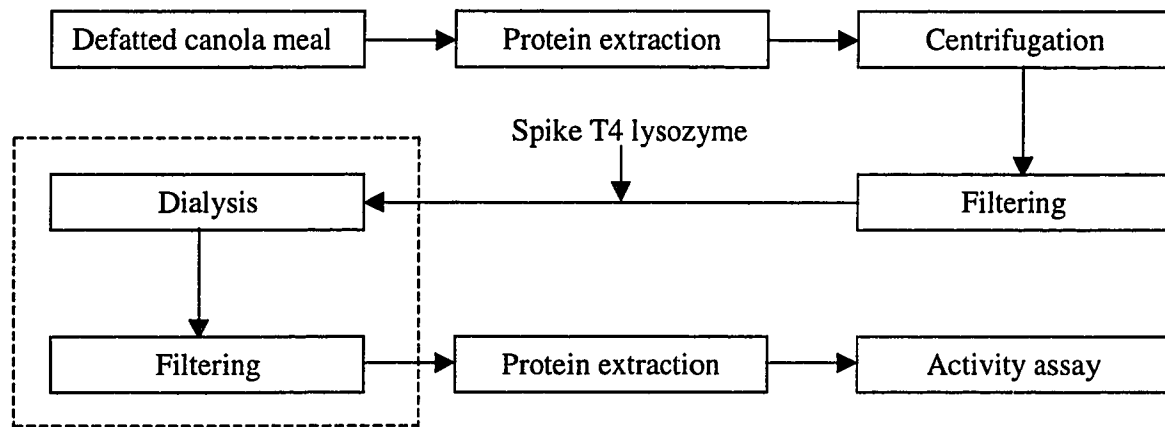 Defatted canola meal
Protein extraction
Centrifugation
Spike T4 lysozyme
Dialysis
Filtering
Filtering
Protein extraction
Activity assay